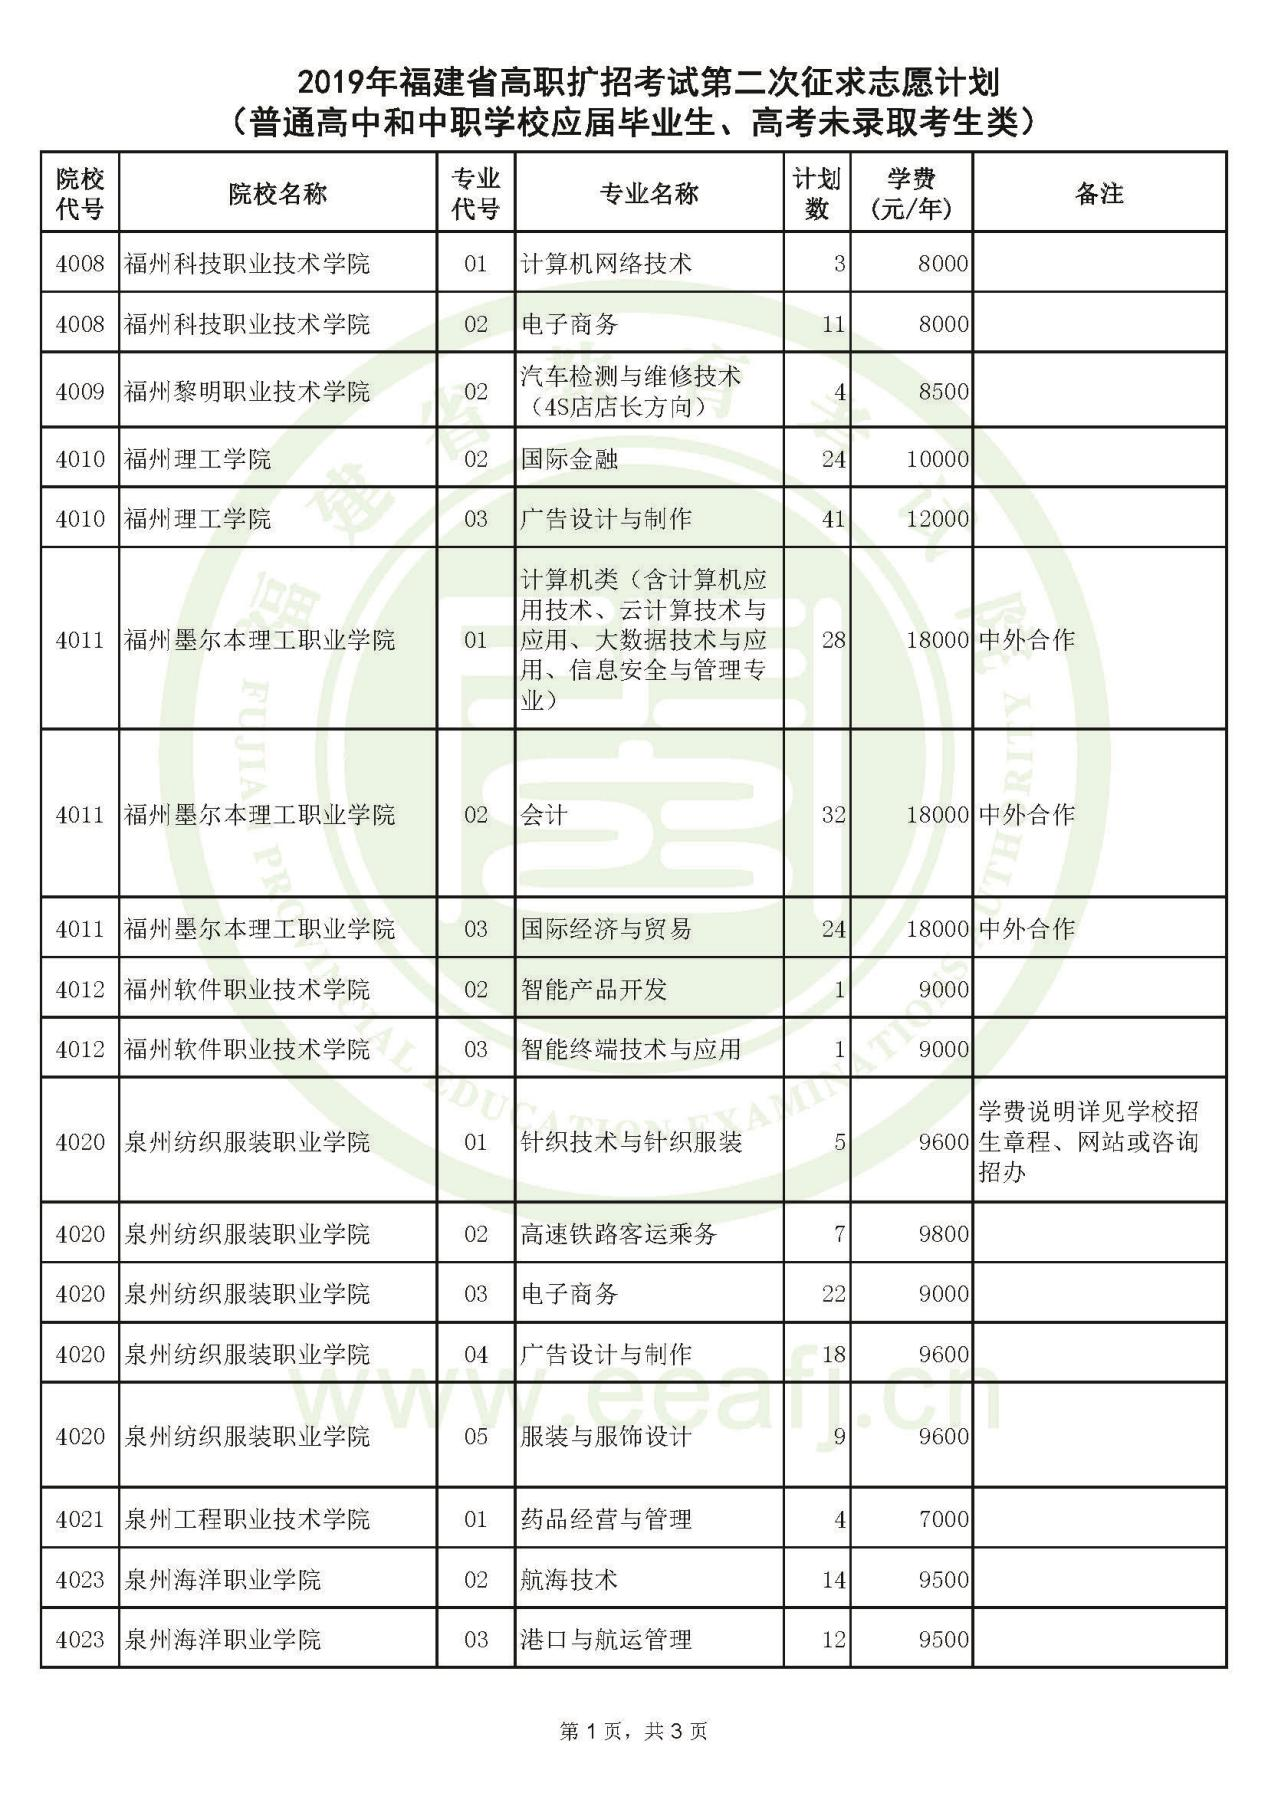 2019年福建省高职扩招考试第二次征求志愿计划
（普通高中和中职学校应届毕业生、高考未录取考生类）
院校代号 院校名称 专业代号 专业名称 计划数 学费(元/年) 备注
4008 福州科技职业技术学院 01 计算机网络技术 3 8000
4008 福州科技职业技术学院 02 电子商务 11 8000
4009 福州黎明职业技术学院 02 汽车检测与维修技术（4S店店长方向） 4 8500
4010 福州理工学院 02 国际金融 24 10000
4010 福州理工学院 03 广告设计与制作 41 12000
4011 福州墨尔本理工职业学院 01 计算机类（含计算机应用技术、云计算技术与应用、大数据技术与应用、信息安全与管理专业） 28 18000 中外合作
4011 福州墨尔本理工职业学院 02 会计 32 18000 中外合作
4011 福州墨尔本理工职业学院 03 国际经济与贸易 24 18000 中外合作
4012 福州软件职业技术学院 02 智能产品开发 1 9000
4012 福州软件职业技术学院 03 智能终端技术与应用 1 9000
4020 泉州纺织服装职业学院 01 针织技术与针织服装 5 9600 学费说明详见学校招生章程、网站或咨询招办
4020 泉州纺织服装职业学院 02 高速铁路客运乘务 7 9800
4020 泉州纺织服装职业学院 03 电子商务 22 9000
4020 泉州纺织服装职业学院 04 广告设计与制作 18 9600
4020 泉州纺织服装职业学院 05 服装与服饰设计 9 9600
4021 泉州工程职业技术学院 01 药品经营与管理 4 7000
4023 泉州海洋职业学院 02 航海技术 14 9500
4023 泉州海洋职业学院 03 港口与航运管理 12 9500
第 1 页，共 3 页
福建省教育考试院
FUJIAN PROVINCIAL EDUCATION EXAMINATIONS AUTHORITY
www.eeafj.cn